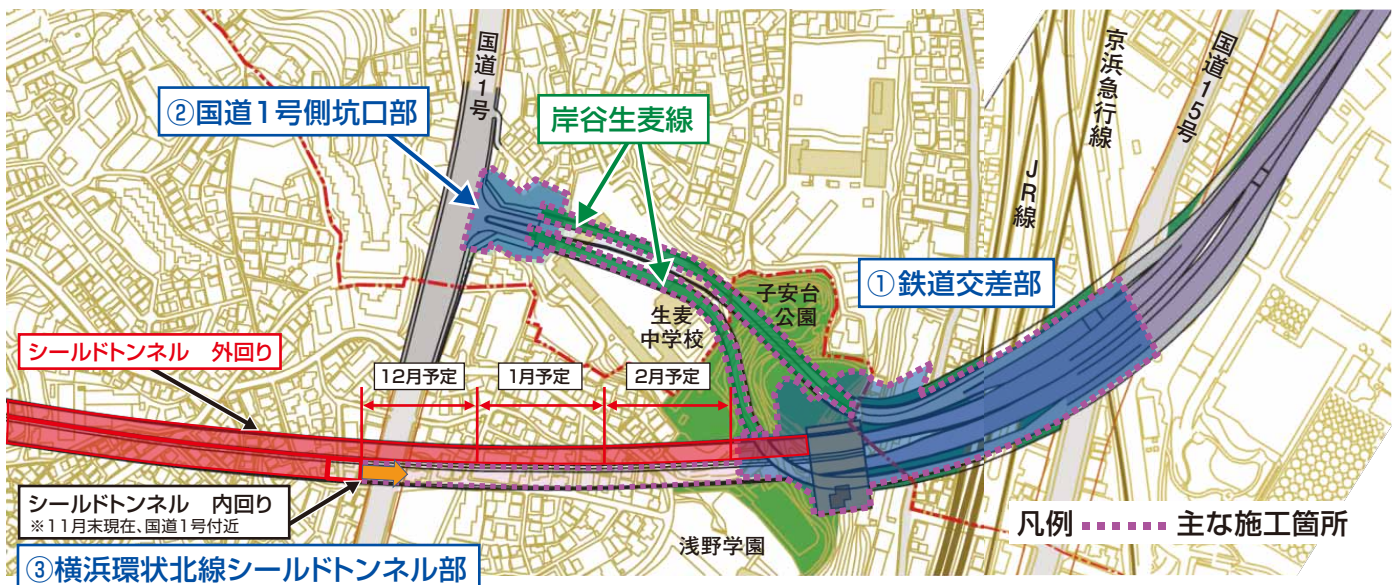 国道1号
②国道1号側坑口部
岸谷生麦線
京浜急行線
国道15号
JR線
①鉄道交差部
子安台
公園
生麦
中学校
シールドトンネル 外回り
12月予定
1月予定
2月予定
シールドトンネル 内回り
※11月末現在、国道1号付近
③横浜環状北線シールドトンネル部
浅野学園
凡例 主な施工箇所